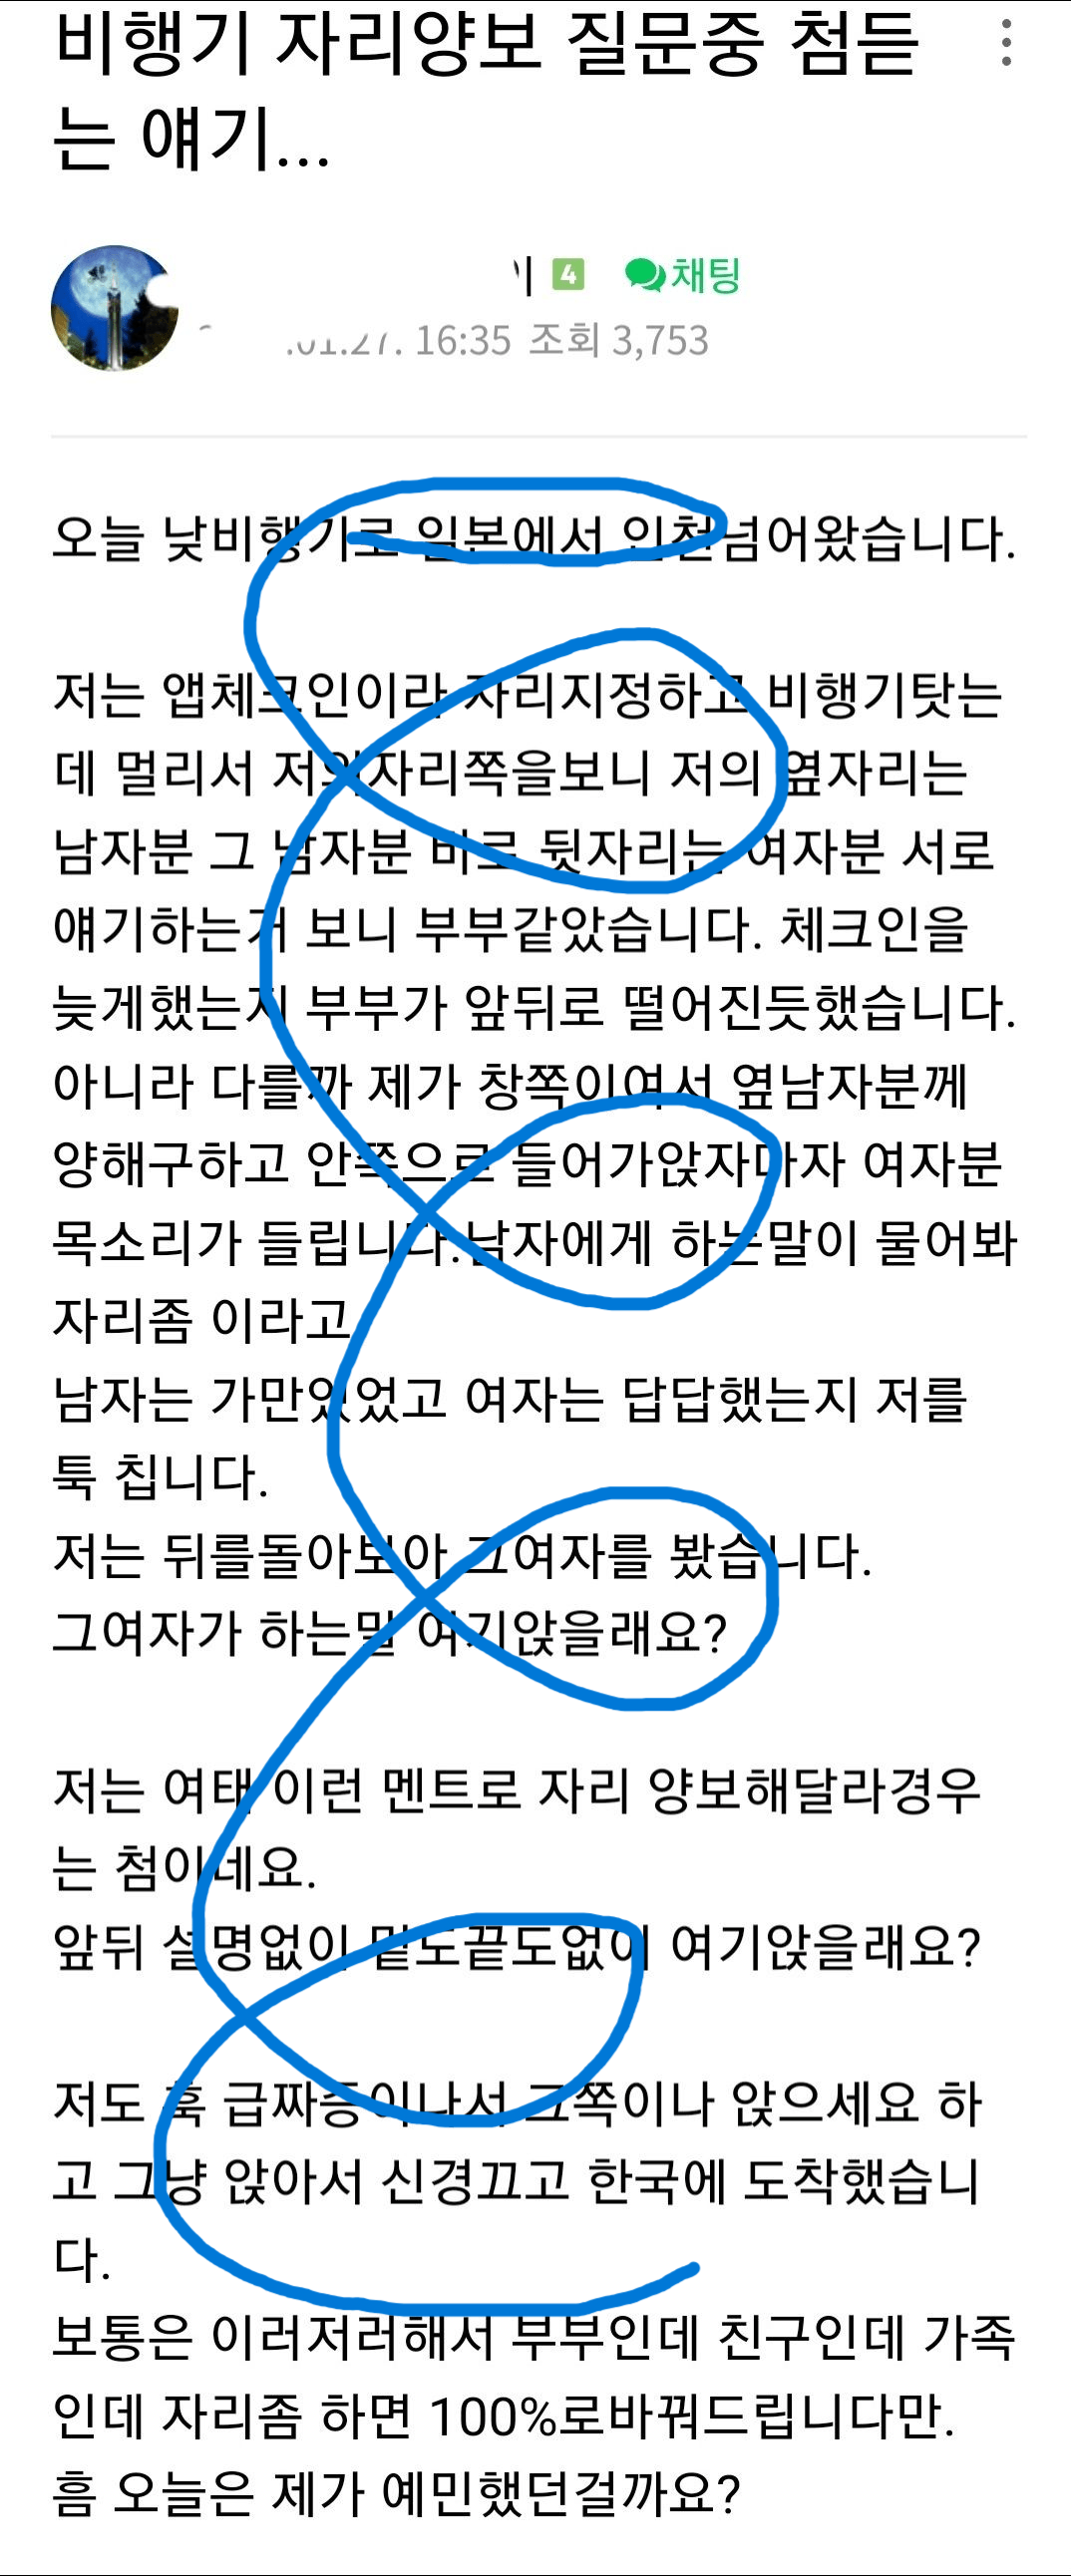 비행기 자리양보 질문중 첨듣
는 얘기...
4 채팅
16:35 조회 3,753
오늘 낮비행기로 일본에서 인천넘어왔습니다.
저는 앱체크인이라 자리지정하고 비행기탓는
데 멀리서 저의자리쪽을보니 저의 옆자리는
남자분 그 남자분 바로 뒷자리는 여자분 서로
얘기하는거 보니 부부같았습니다. 체크인을
늦게했는지 부부가 앞뒤로 떨어진듯했습니다.
아니라 다를까 제가 창쪽이여서 옆남자분께
양해구하고 안쪽으로 들어가앉자마자 여자분
목소리가 들립니다.남자에게 하는말이 물어봐
자리좀 이라고
남자는 가만있었고 여자는 답답했는지 저를
툭 칩니다.
저는 뒤를돌아보아 그여자를 봤습니다.
그여자가 하는말 여기앉을래요?
저는 여태 이런 멘트로 자리 양보해달라경우
는 첨이네요.
앞뒤 설명없이 밑도끝도없이 여기앉을래요?
저도 훅 급짜증이나서 그쪽이나 앉으세요 하
고 그냥 앉아서 신경끄고 한국에 도착했습니
다.
보통은 이러저러해서 부부인데 친구인데 가족
인데 자리좀 하면 100%로바꿔드립니다만.
흠 오늘은 제가 예민했던걸까요?